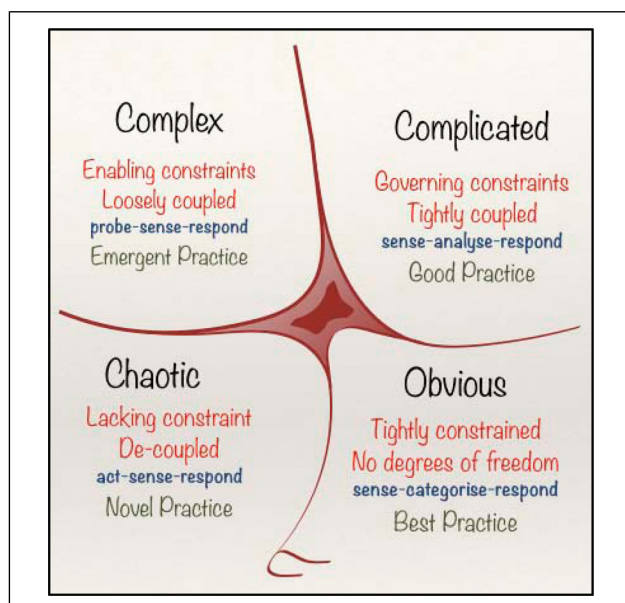 Complex
Enabling constraints
Loosely coupled
probe-sense-respond
Emergent Practice
Complicated
Governing constraints
Tightly coupled
sense-analyse-respond
Good Practice
Chaotic
Lacking constraint
De-coupled
act-sense-respond
Novel Practice
Obvious
Tightly constrained
No degrees of freedom
sense-categorise-respond
Best Practice